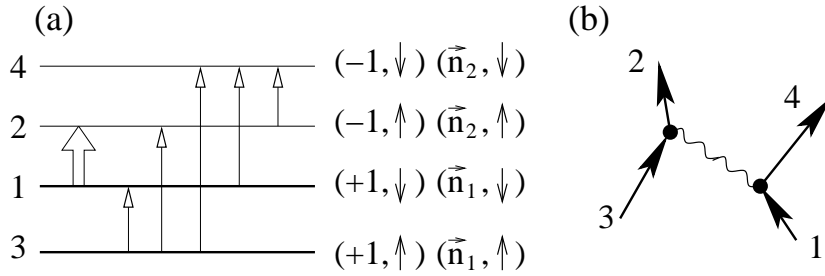 (a)
4 (−1,↓) (n⃗₂,↓)
2 (−1,↑) (n⃗₂,↑)
1 (+1,↓) (n⃗₁,↓)
3 (+1,↑) (n⃗₁,↑)
(b)
2
4
3
1